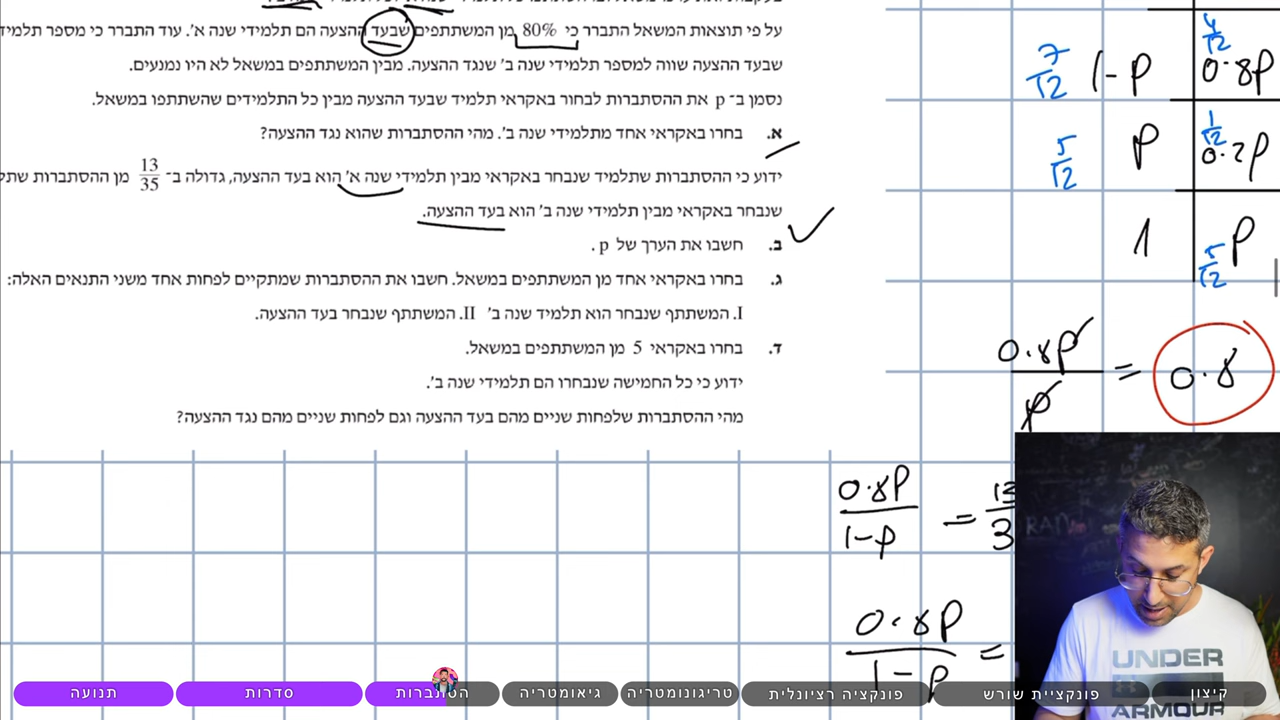 על פי תוצאות המשאל התברר כי 80% מן המשתתפים שבעד ההצעה הם תלמידי שנה א׳. עוד התברר כי מספר תלמידי
שבעד ההצעה שווה למספר תלמידי שנה ב׳ שנגד ההצעה. מבין המשתתפים במשאל לא היו נמנעים.
נסמן ב־ p את ההסתברות לבחור באקראי תלמיד שבעד ההצעה מבין כל התלמידים שהשתתפו במשאל.
א. בחרו באקראי אחד מתלמידי שנה ב׳. מהי ההסתברות שהוא נגד ההצעה?
ידוע כי ההסתברות שתלמיד שנבחר באקראי מבין תלמידי שנה א׳ הוא בעד ההצעה, גדולה ב־ 13/35 מן ההסתברות
שנבחר באקראי מבין תלמידי שנה ב׳ הוא בעד ההצעה.
ב. חשבו את הערך של p .
ג. בחרו באקראי אחד מן המשתתפים במשאל. חשבו את ההסתברות שמתקיים לפחות אחד משני התנאים האלה:
I. המשתתף שנבחר הוא תלמיד שנה ב׳ II. המשתתף שנבחר בעד ההצעה.
ד. בחרו באקראי 5 מן המשתתפים במשאל.
ידוע כי כל החמישה שנבחרו הם תלמידי שנה ב׳.
מהי ההסתברות שלפחות שניים מהם בעד ההצעה וגם לפחות שניים מהם נגד ההצעה?
7/12 1-p 4/12 0.8p
5/12 p 1/12 0.2p
1 5/12 p
0.8p/p = 0.8
0.8p/1-p = 13
3
0.8p/1-p =
UNDER
ARMOUR
תנועה סדרות הסתברות גיאומטריה טריגונומטריה פונקציה רציונלית פונקציית שורש קיצון